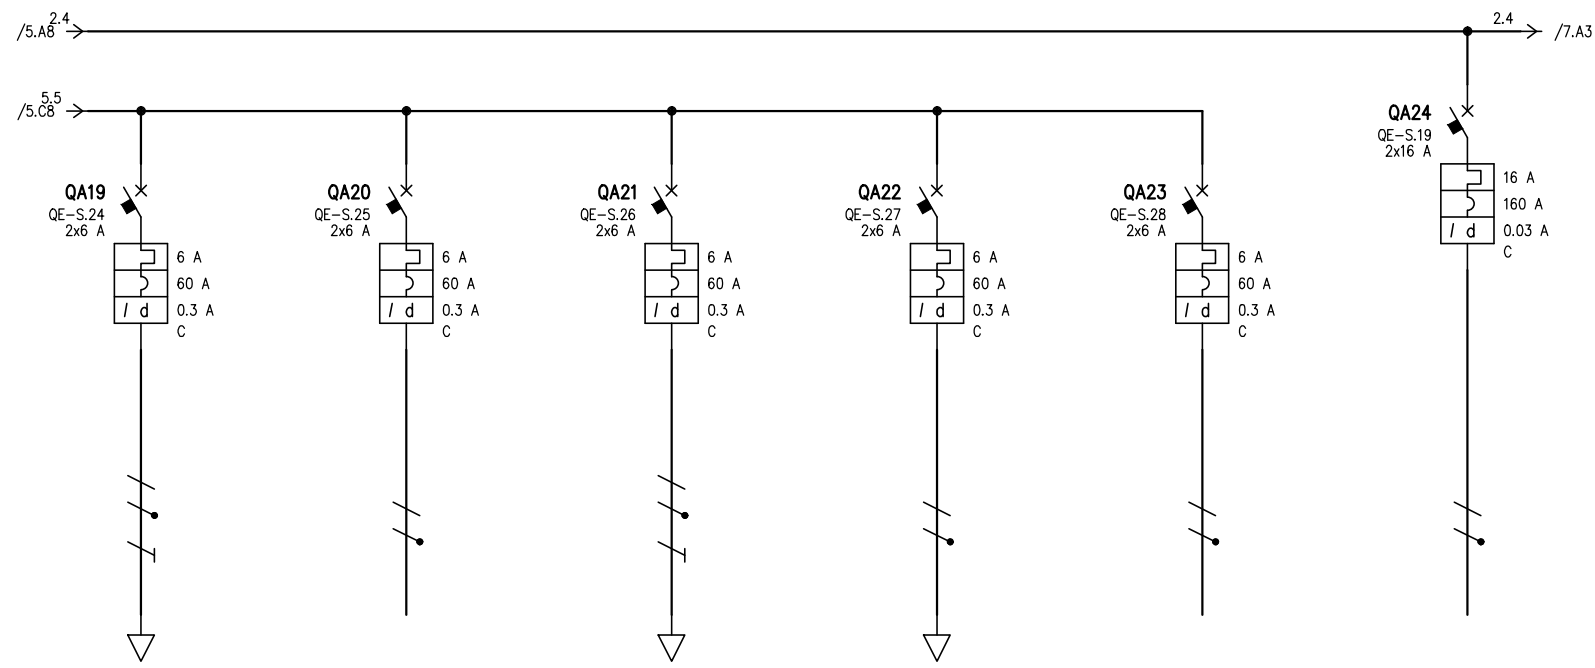 2.4
/5.A8
2.4
/7.A3
5.5
/5.C8
QA19
QE-S.24
2x6 A
6 A
60 A
I d
0.3 A
C
QA20
QE-S.25
2x6 A
6 A
60 A
I d
0.3 A
C
QA21
QE-S.26
2x6 A
6 A
60 A
I d
0.3 A
C
QA22
QE-S.27
2x6 A
6 A
60 A
I d
0.3 A
C
QA23
QE-S.28
2x6 A
6 A
60 A
I d
0.3 A
C
QA24
QE-S.19
2x16 A
16 A
160 A
I d
0.03 A
C